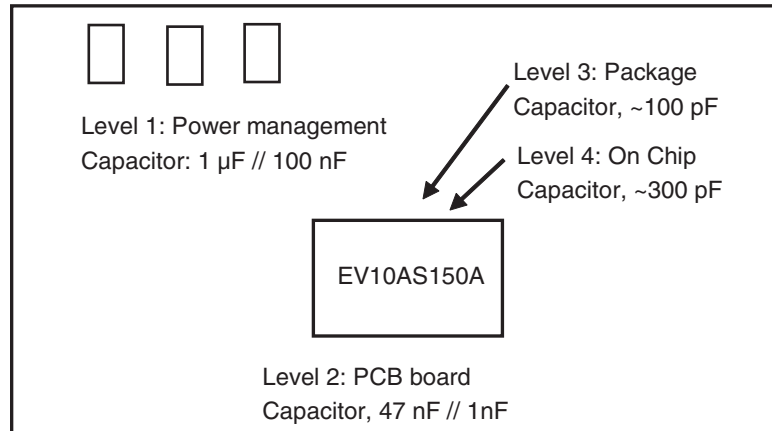 Level 1: Power management
Capacitor: 1 µF // 100 nF
Level 3: Package
Capacitor, ~100 pF
Level 4: On Chip
Capacitor, ~300 pF
EV10AS150A
Level 2: PCB board
Capacitor, 47 nF // 1nF